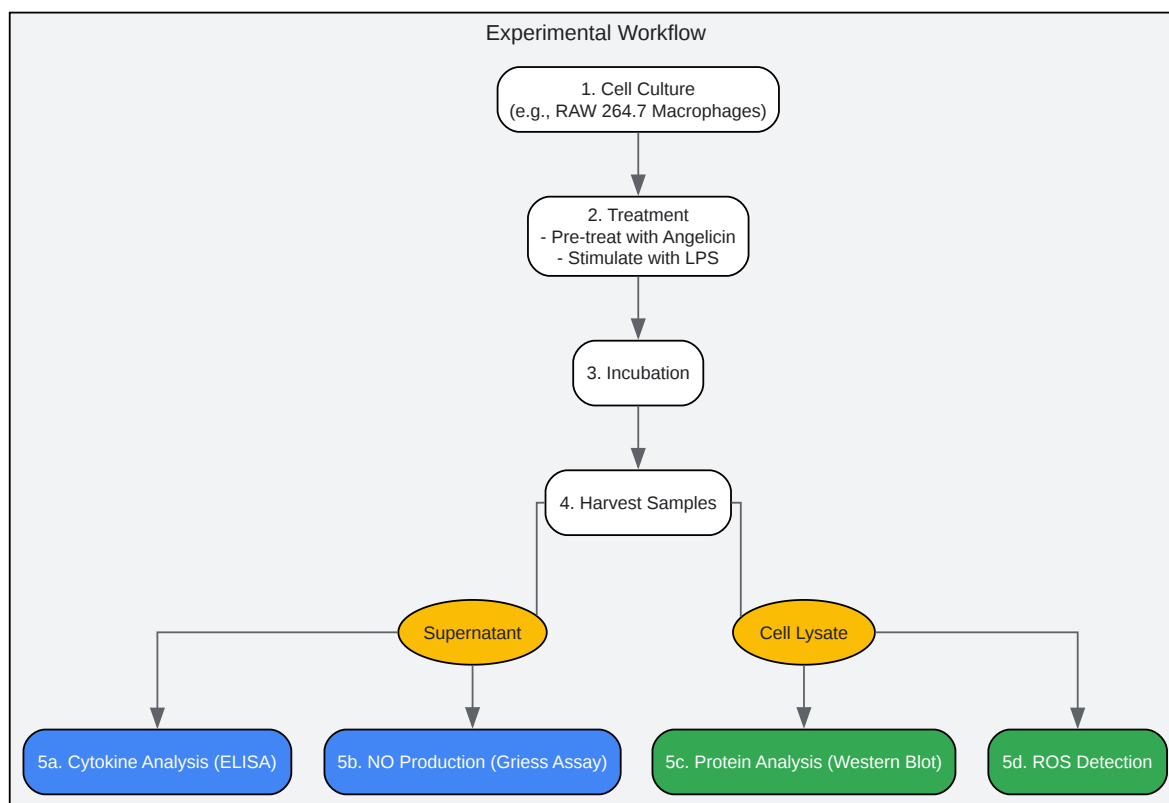 Experimental Workflow
1. Cell Culture
(e.g., RAW 264.7 Macrophages)
2. Treatment
- Pre-treat with Angelicin
- Stimulate with LPS
3. Incubation
4. Harvest Samples
Supernatant
Cell Lysate
5a. Cytokine Analysis (ELISA)
5b. NO Production (Griess Assay)
5c. Protein Analysis (Western Blot)
5d. ROS Detection